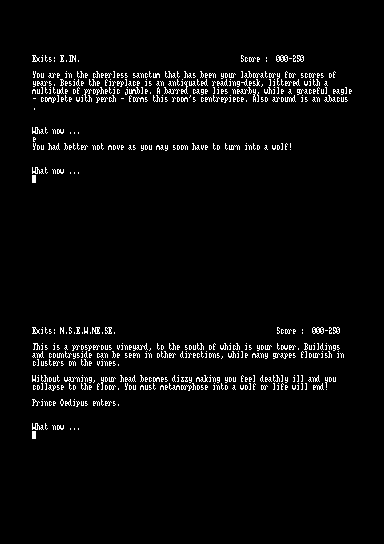 Exits: E.IN. Score : 000-250
You are in the cheerless sanctum that has been your laboratory for scores of
years. Beside the fireplace is an antiquated reading-desk, littered with a
multitude of prophetic jumble. A barred cage lies nearby, while a graceful eagle
- complete with perch - forms this room's centrepiece. Also around is an abacus
.
What now ...
e
You had better not move as you may soon have to turn into a wolf!
What now ...
Exits: N.S.E.W.NE.SE. Score : 000-250
This is a prosperous vineyard, to the south of which is your tower. Buildings
and countryside can be seen in other directions, while many grapes flourish in
clusters on the vines.
Without warning, your head becomes dizzy making you feel deathly ill and you
collapse to the floor. You must metamorphose into a wolf or life will end!
Prince Oedipus enters.
What now ...